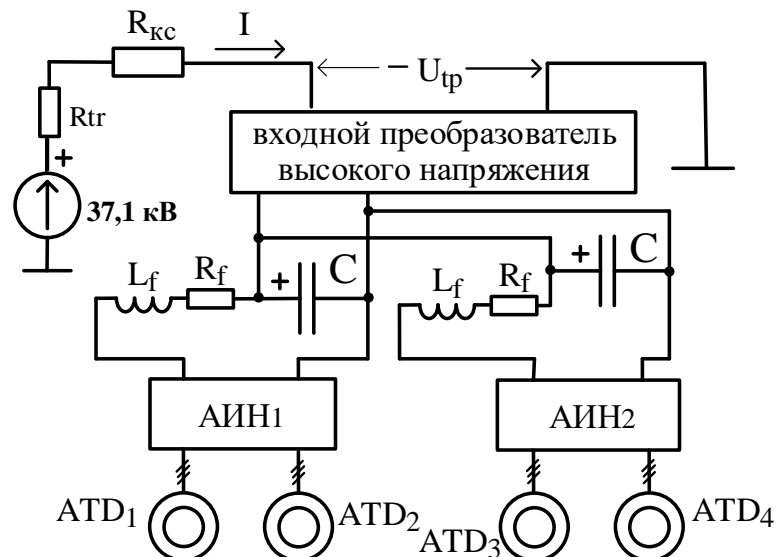 Rкс
I
− Utp
Rtr
+
входной преобразователь
высокого напряжения
37,1 кВ
Lf
Rf
+
C
Lf
Rf
+
C
АИН1
АИН2
ATD1
ATD2
ATD3
ATD4